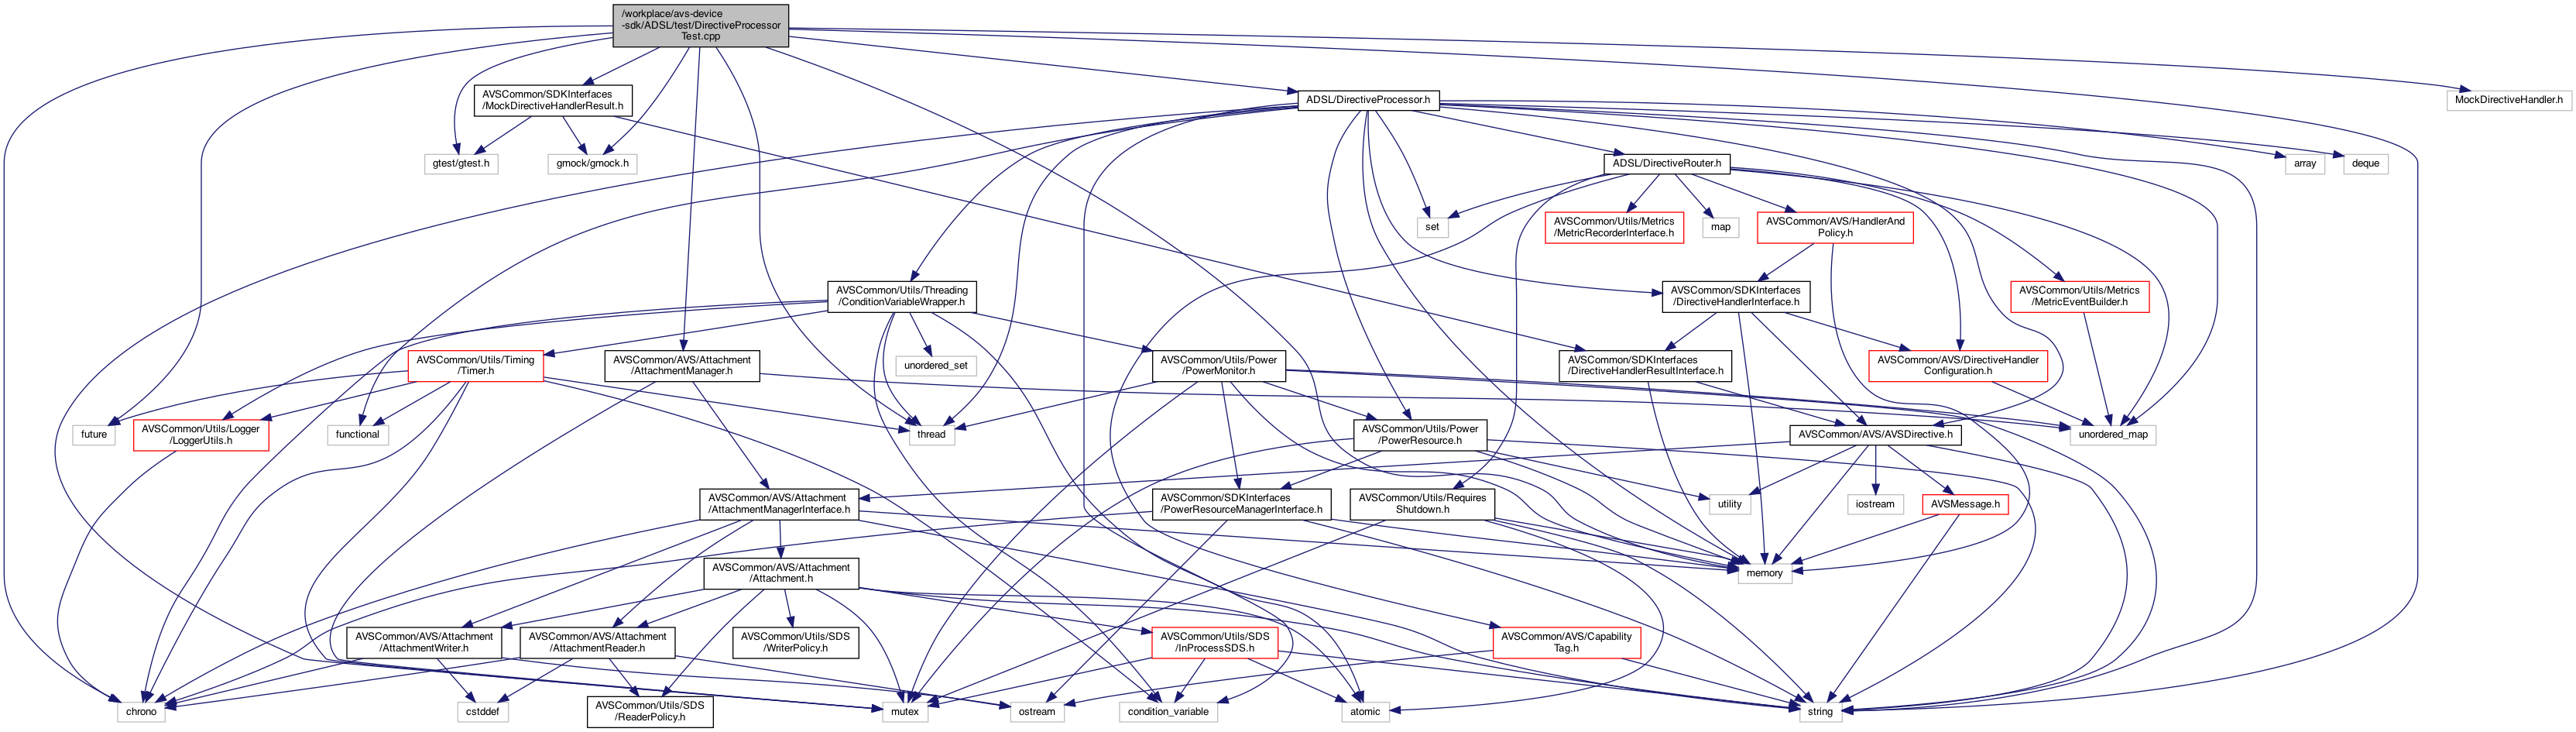 /workplace/avs-device
-sdk/ADSL/test/DirectiveProcessor
Test.cpp
AVSCommon/SDKInterfaces
/MockDirectiveHandlerResult.h
ADSL/DirectiveProcessor.h
MockDirectiveHandler.h
gtest/gtest.h
gmock/gmock.h
ADSL/DirectiveRouter.h
array
deque
set
AVSCommon/Utils/Metrics
/MetricRecorderInterface.h
map
AVSCommon/AVS/HandlerAnd
Policy.h
AVSCommon/Utils/Threading
/ConditionVariableWrapper.h
AVSCommon/SDKInterfaces
/DirectiveHandlerInterface.h
AVSCommon/Utils/Metrics
/MetricEventBuilder.h
AVSCommon/Utils/Timing
/Timer.h
AVSCommon/AVS/Attachment
/AttachmentManager.h
unordered_set
AVSCommon/Utils/Power
/PowerMonitor.h
AVSCommon/SDKInterfaces
/DirectiveHandlerResultInterface.h
AVSCommon/AVS/DirectiveHandler
Configuration.h
future
AVSCommon/Utils/Logger
/LoggerUtils.h
functional
thread
AVSCommon/Utils/Power
/PowerResource.h
AVSCommon/AVS/AVSDirective.h
unordered_map
AVSCommon/AVS/Attachment
/AttachmentManagerInterface.h
AVSCommon/SDKInterfaces
/PowerResourceManagerInterface.h
AVSCommon/Utils/Requires
Shutdown.h
utility
iostream
AVSMessage.h
AVSCommon/AVS/Attachment
/Attachment.h
memory
AVSCommon/AVS/Attachment
/AttachmentWriter.h
AVSCommon/AVS/Attachment
/AttachmentReader.h
AVSCommon/Utils/SDS
/WriterPolicy.h
AVSCommon/Utils/SDS
/InProcessSDS.h
AVSCommon/AVS/Capability
Tag.h
chrono
cstddef
AVSCommon/Utils/SDS
/ReaderPolicy.h
mutex
ostream
condition_variable
atomic
string